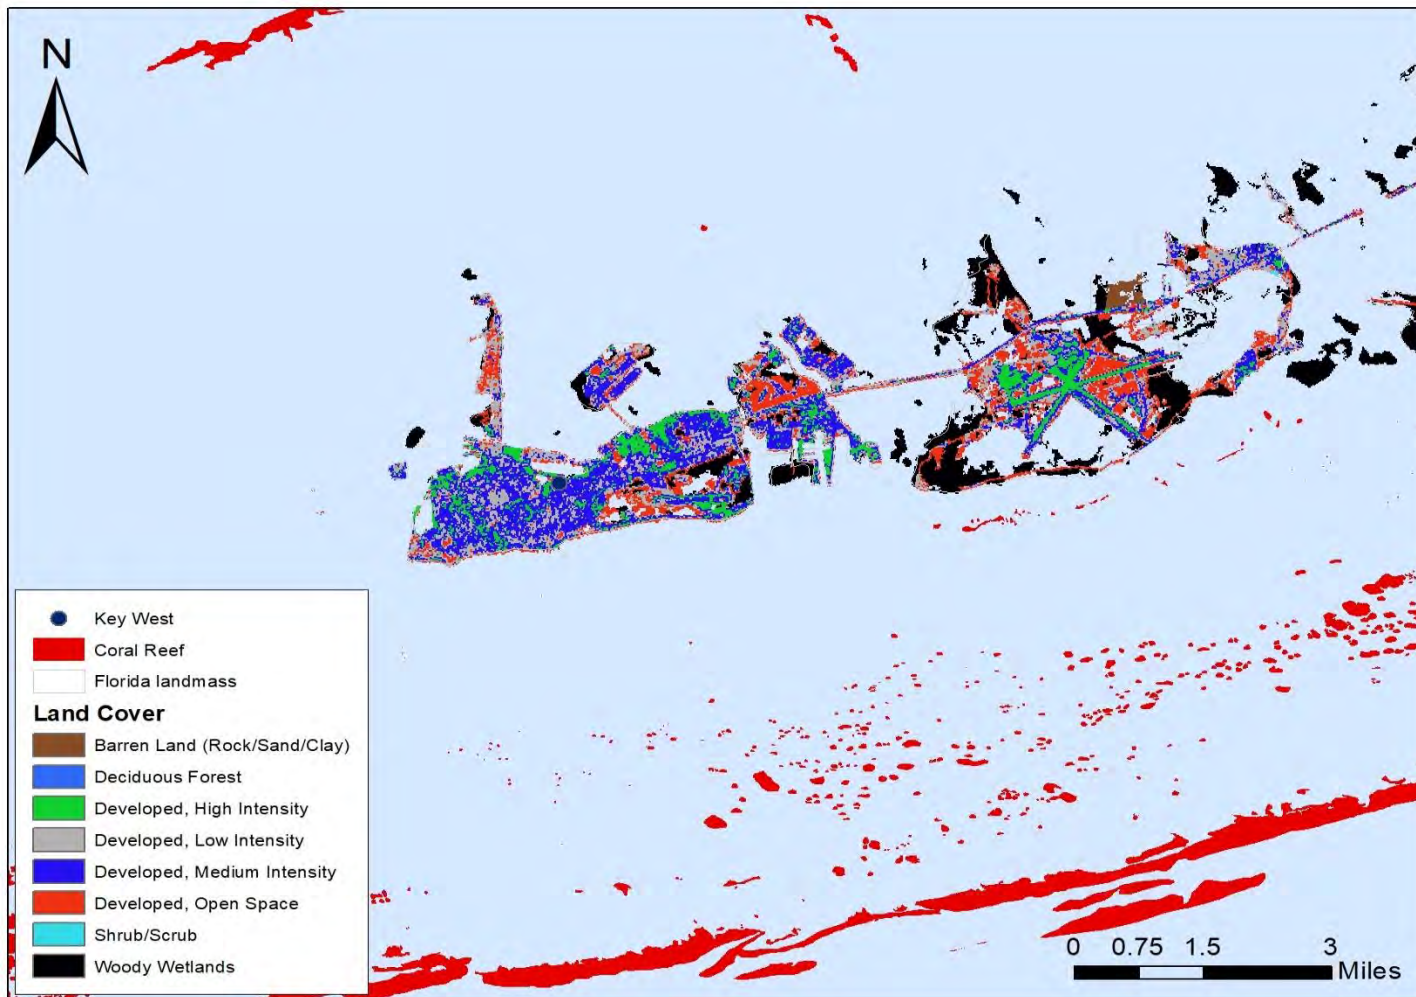 N
Key West
Coral Reef
Florida landmass
Land Cover
Barren Land (Rock/Sand/Clay)
Deciduous Forest
Developed, High Intensity
Developed, Low Intensity
Developed, Medium Intensity
Developed, Open Space
Shrub/Scrub
Woody Wetlands
0 0.75 1.5 3
Miles